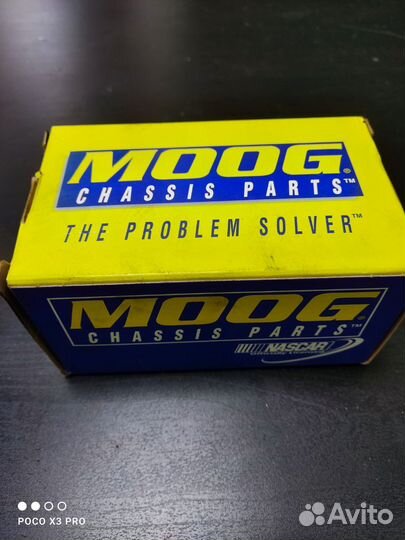 MOOG®
CHASSIS PARTS™
THE PROBLEM SOLVER™
MOOG
CHASSIS PARTS™
NASCAR
POCO X3 PRO
Avito